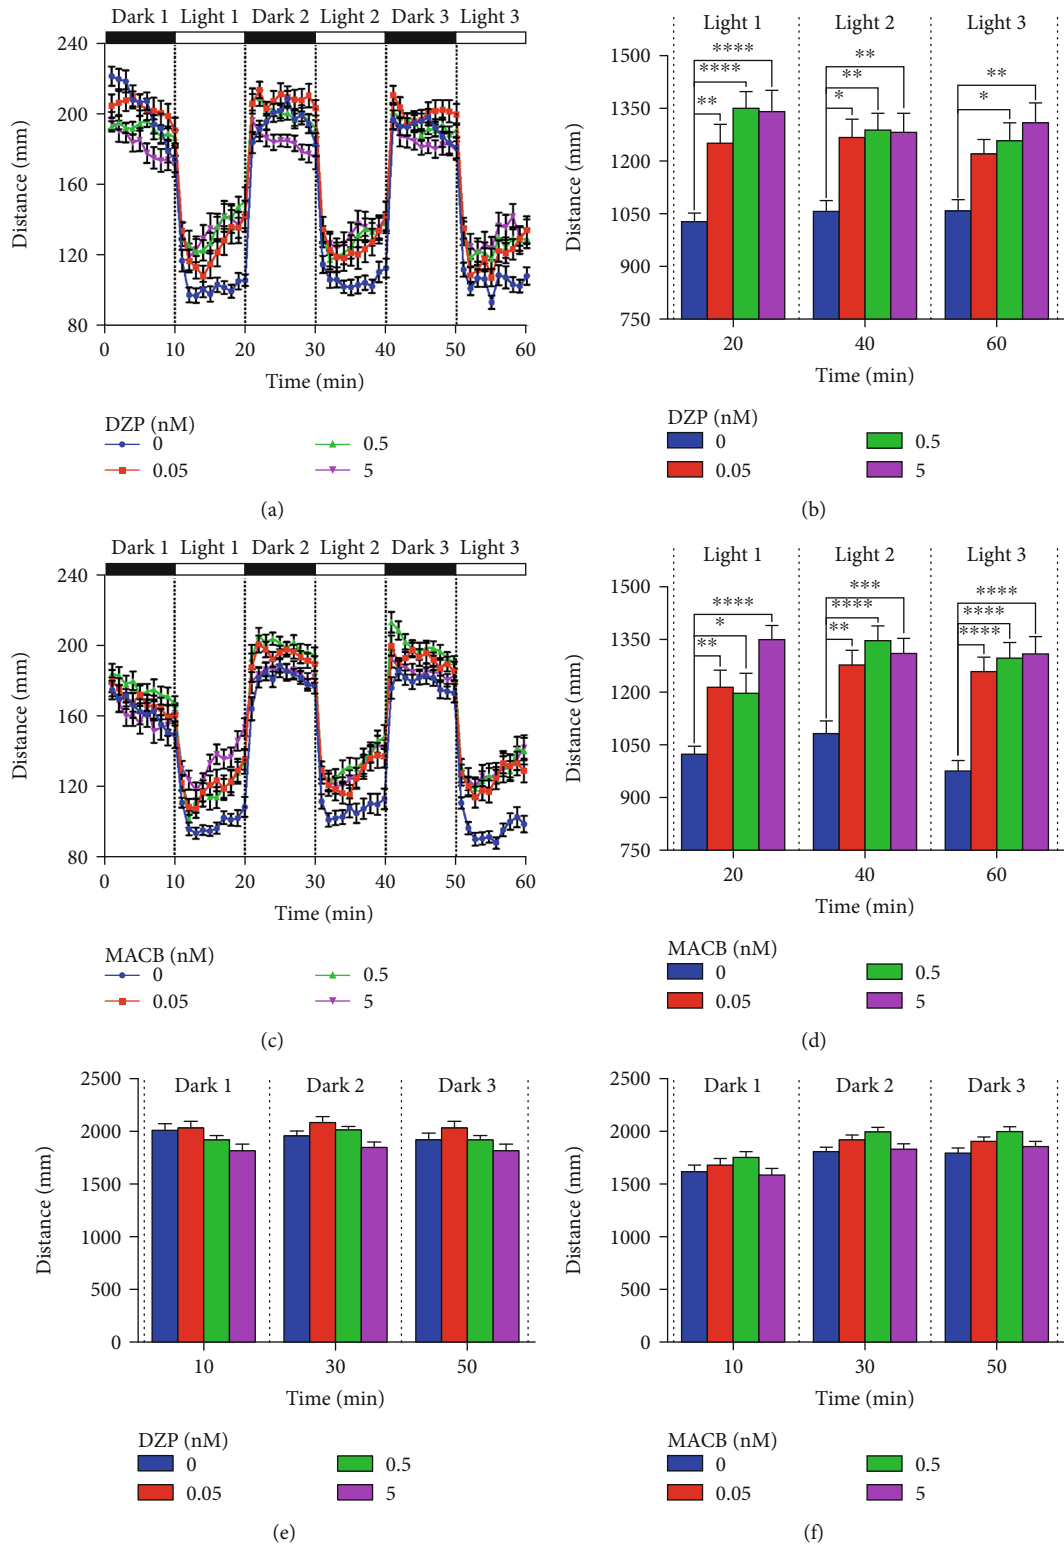 Dark 1 Light 1 Dark 2 Light 2 Dark 3 Light 3
240
200
160
120
80
Distance (mm)
0 10 20 30 40 50 60
Time (min)
DZP (nM)
0 0.5
0.05 5
(a)
Light 1 Light 2 Light 3
1500
1350
1200
1050
900
750
Distance (mm)
**** ** **
**** ** *
** *
20 40 60
Time (min)
DZP (nM)
0 0.5
0.05 5
(b)
Dark 1 Light 1 Dark 2 Light 2 Dark 3 Light 3
240
200
160
120
80
Distance (mm)
0 10 20 30 40 50 60
Time (min)
MACB (nM)
0 0.5
0.05 5
(c)
Light 1 Light 2 Light 3
1500
1350
1200
1050
900
750
Distance (mm)
**** *** ****
* **** ****
** ** ****
20 40 60
Time (min)
MACB (nM)
0 0.5
0.05 5
(d)
Dark 1 Dark 2 Dark 3
2500
2000
1500
1000
500
0
Distance (mm)
10 30 50
Time (min)
DZP (nM)
0 0.5
0.05 5
(e)
Dark 1 Dark 2 Dark 3
2500
2000
1500
1000
500
0
Distance (mm)
10 30 50
Time (min)
MACB (nM)
0 0.5
0.05 5
(f)